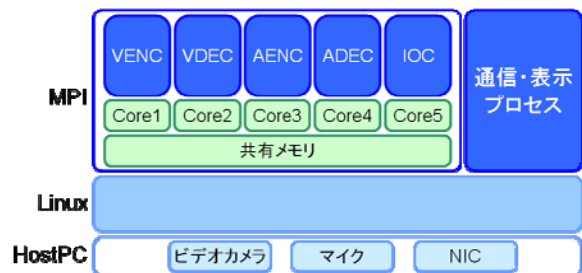 VENC VDEC AENC ADEC IOC
通信・表示
プロセス
MPI
Core1 Core2 Core3 Core4 Core5
共有メモリ
Linux
HostPC ビデオカメラ マイク NIC